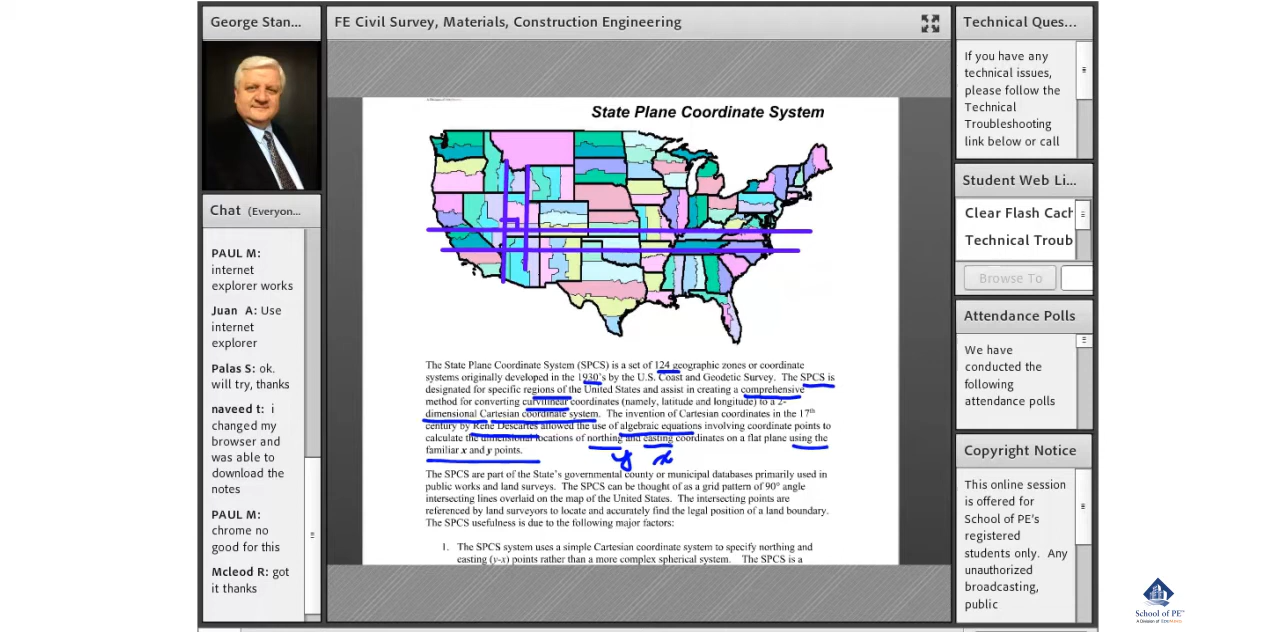 George Stan...
FE Civil Survey, Materials, Construction Engineering
Technical Ques...
If you have any
technical issues,
please follow the
Technical
Troubleshooting
link below or call
Student Web Li...
Clear Flash Cach
Technical Troub
Browse To
Attendance Polls
We have
conducted the
following
attendance polls
Copyright Notice
This online session
is offered for
School of PE's
registered
students only. Any
unauthorized
broadcasting,
public
Chat (Everyon...
PAUL M:
internet
explorer works
Juan A: Use
internet
explorer
Palas S: ok.
will try, thanks
naveed t: i
changed my
browser and
was able to
download the
notes
PAUL M:
chrome no
good for this
Mcleod R: got
it thanks
State Plane Coordinate System
The State Plane Coordinate System (SPCS) is a set of 124 geographic zones or coordinate
systems originally developed in the 1930's by the U.S. Coast and Geodetic Survey. The SPCS is
designated for specific regions of the United States and assist in creating a comprehensive
method for converting curvilinear coordinates (namely, latitude and longitude) to a 2-
dimensional Cartesian coordinate system. The invention of Cartesian coordinates in the 17th
century by René Descartes allowed the use of algebraic equations involving coordinate points to
calculate the dimensional locations of northing and easting coordinates on a flat plane using the
familiar x and y points.
y x
The SPCS are part of the State's governmental county or municipal databases primarily used in
public works and land surveys. The SPCS can be thought of as a grid pattern of 90° angle
intersecting lines overlaid on the map of the United States. The intersecting points are
referenced by land surveyors to locate and accurately find the legal position of a land boundary.
The SPCS usefulness is due to the following major factors:
1. The SPCS system uses a simple Cartesian coordinate system to specify northing and
easting (y-x) points rather than a more complex spherical system. The SPCS is a
School of PE